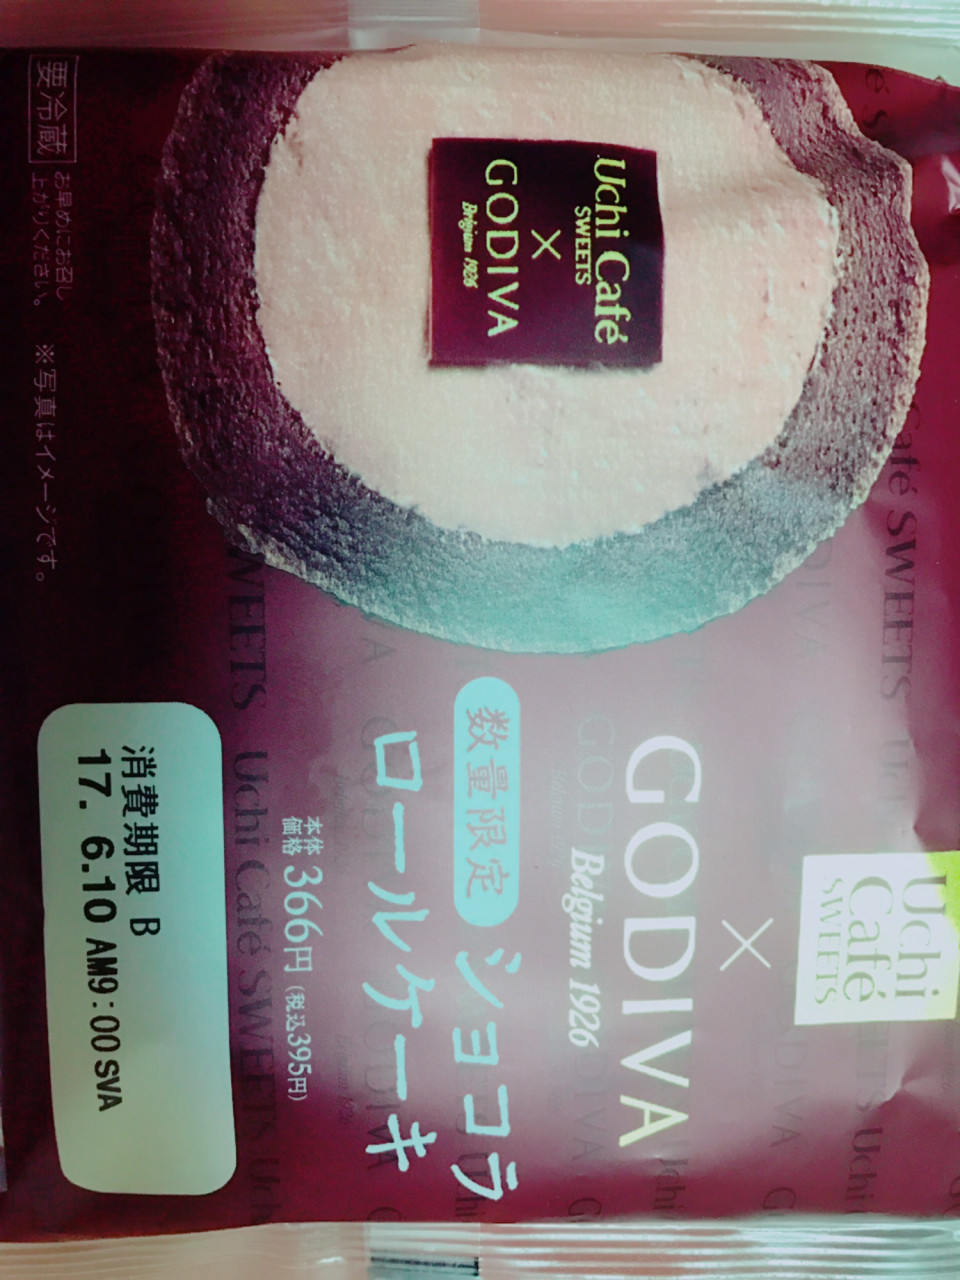 Uchi Café
SWEETS
×
GODIVA
Belgium 1926
Uchi
Café
SWEETS
×
GODIVA
Belgium 1926
数量限定
ショコラ
ロールケーキ
本体価格 366円 (税込395円)
消費期限 B
17. 6.10 AM9:00 SVA
要冷蔵
お早めにお召し
上がりください。
※写真はイメージです。